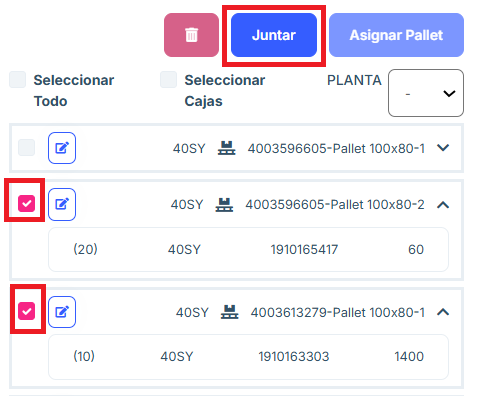 Juntar
Asignar Pallet
Seleccionar Todo
Seleccionar Cajas
PLANTA
-
40SY 4003596605-Pallet 100x80-1
40SY 4003596605-Pallet 100x80-2
(20) 40SY 1910165417 60
40SY 4003613279-Pallet 100x80-1
(10) 40SY 1910163303 1400